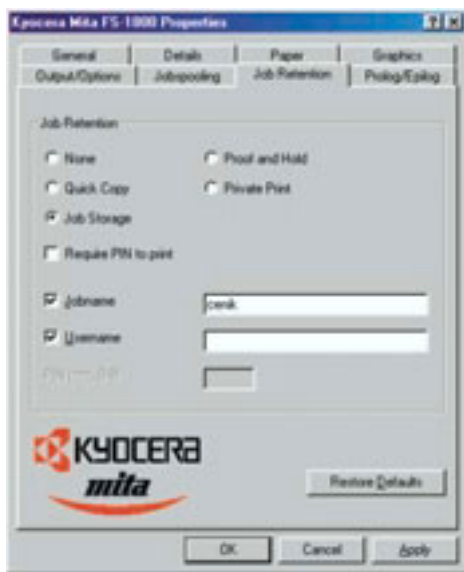 Kyocera Mita FS-1800 Properties
General Details Paper Graphics
Output/Options Jobspooling Job Retention Prolog/Epilog
Job Retention
None Proof and Hold
Quick Copy Private Print
Job Storage
Require PIN to print
Jobname cenik
Username
KYOCERA
mita
Restore Defaults
OK Cancel Apply